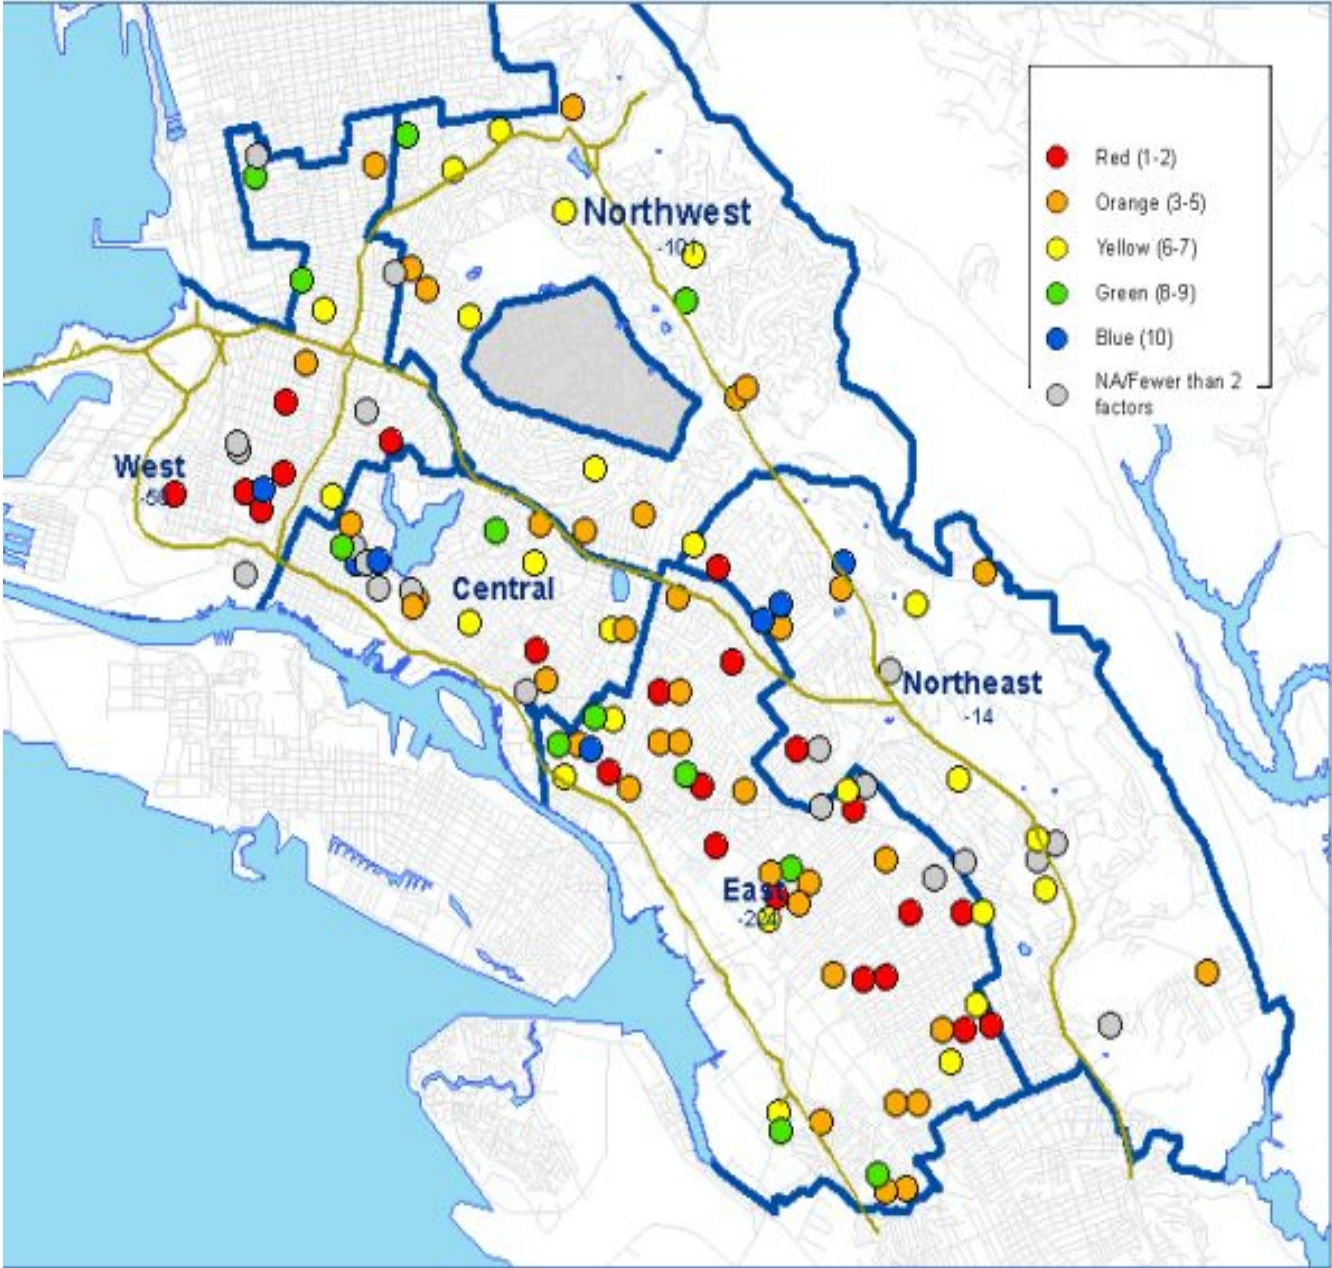 Red (1-2)
Orange (3-5)
Northwest
-101
Yellow (6-7)
Green (8-9)
Blue (10)
NA/Fewer than 2
factors
West
Central
Northeast
-14
East